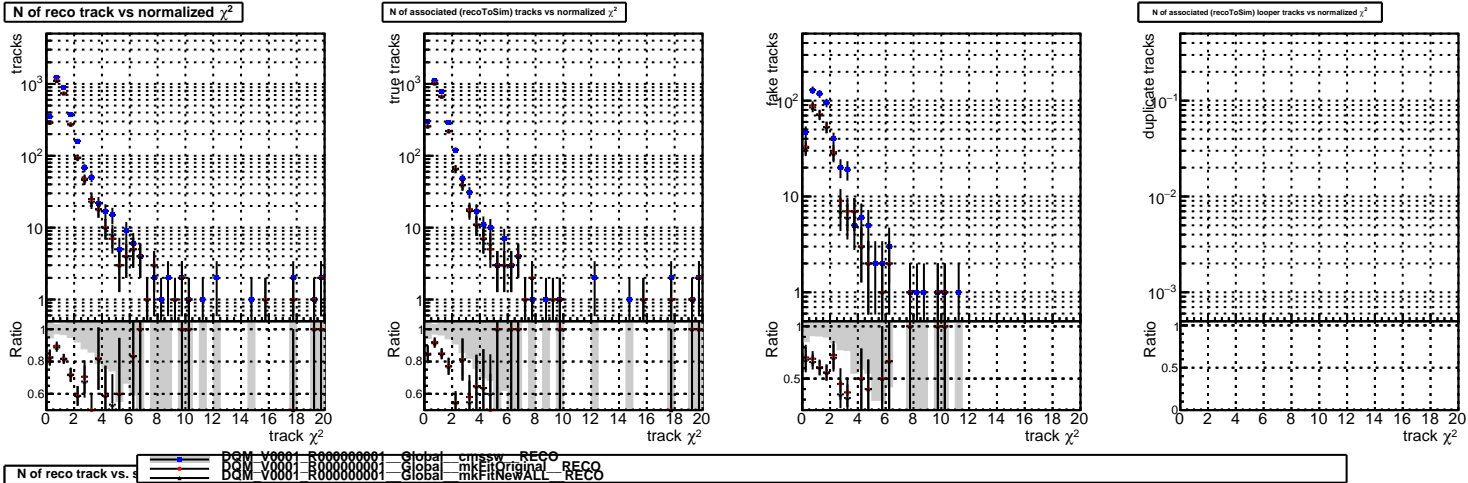 N of reco track vs normalized χ²
N of associated (recoToSim) tracks vs normalized χ²
N of associated (recoToSim) looper tracks vs normalized χ²
tracks
10³
10²
10
1
Ratio
1
0.8
0.6
0 2 4 6 8 10 12 14 16 18 20
track χ²
true tracks
10³
10²
10
1
Ratio
1
0.8
0.6
0 2 4 6 8 10 12 14 16 18 20
track χ²
fake tracks
10²
10
1
Ratio
1
0.5
0 2 4 6 8 10 12 14 16 18 20
track χ²
duplicate tracks
10⁻¹
10⁻²
10⁻³
Ratio
1
0.5
0
0 2 4 6 8 10 12 14 16 18 20
track χ²
N of reco track vs.
DQM_V0001_R000000001__Global__cmssw__RECO
DQM_V0001_R000000001__Global__mkFitOriginal__RECO
DQM_V0001_R000000001__Global__mkFitNewALL__RECO